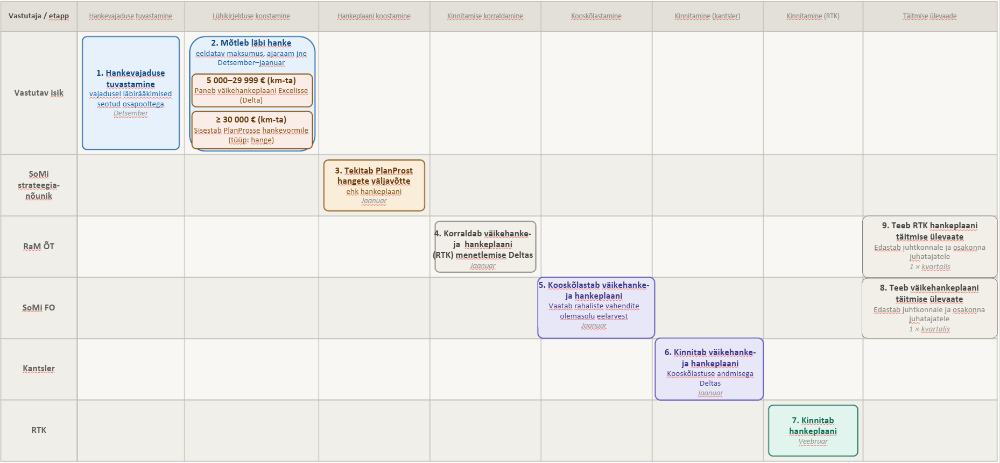 Vastutaja / etapp
Hankevajaduse tuvastamine
Lühikirjelduse koostamine
Hankeplaani koostamine
Kinnitamise korraldamine
Kooskõlastamine
Kinnitamine (kantsler)
Kinnitamine (RTK)
Täitmise ülevaade
Vastutav isik
1. Hankevajaduse
tuvastamine
vajadusel läbirääkimised
seotud osapooltega
Detsember
2. Mõtleb läbi hanke
eeldatav maksumus, ajaraam jne
Detsember–jaanuar
5 000–29 999 € (km-ta)
Paneb väikehankeplaani Excelisse
(Delta)
≥ 30 000 € (km-ta)
Sisestab PlanProsse hankevormile
(tüüp: hange)
SoMi
strateegia-
nõunik
3. Tekitab PlanProst
hangete väljavõtte
ehk hankeplaani
Jaanuar
RaM ÕT
4. Korraldab väikehanke-
ja hankeplaani
(RTK) menetlemise Deltas
Jaanuar
9. Teeb RTK hankeplaani
täitmise ülevaate
Edastab juhtkonnale ja osakonna
juhatajatele
1 × kvartalis
SoMi FO
5. Kooskõlastab väikehanke-
ja hankeplaani
Vaatab rahaliste vahendite
olemasolu eelarvest
Jaanuar
8. Teeb väikehankeplaani
täitmise ülevaate
Edastab juhtkonnale ja osakonna
juhatajatele
1 × kvartalis
Kantsler
6. Kinnitab väikehanke-
ja hankeplaani
Kooskõlastuse andmisega
Deltas
Jaanuar
RTK
7. Kinnitab
hankeplaani
Veebruar